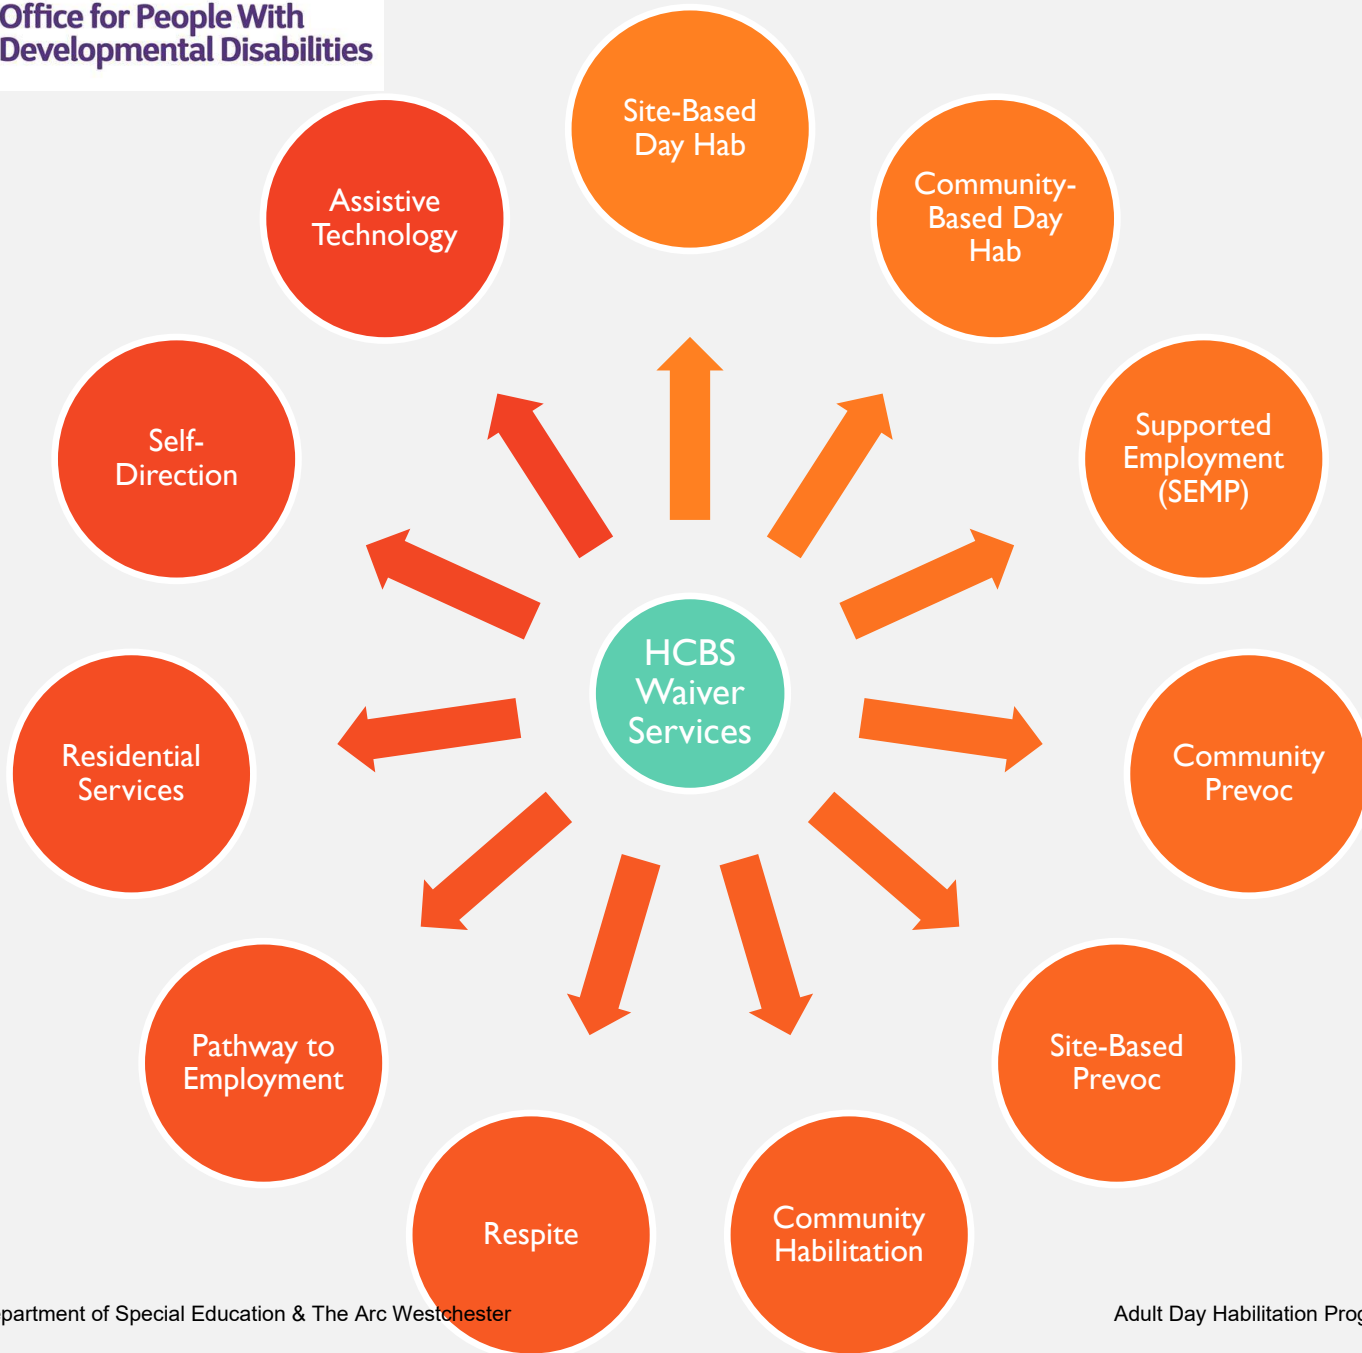 Office for People With
Developmental Disabilities
Site-Based
Day Hab
Community-
Based Day
Hab
Supported
Employment
(SEMP)
Community
Prevoc
Site-Based
Prevoc
Community
Habilitation
Respite
Pathway to
Employment
Residential
Services
Self-
Direction
Assistive
Technology
HCBS
Waiver
Services
of Special Education & The Arc Westchester
Adult Day Habilitation